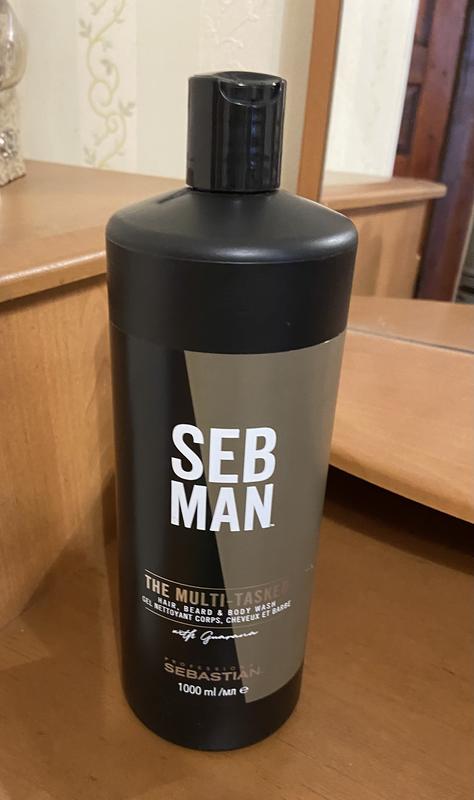 SEB
MAN™
THE MULTI-TASKER
HAIR, BEARD & BODY WASH
GEL NETTOYANT CORPS, CHEVEUX ET BARBE
with Guarana
PROFESSIONAL
SEBASTIAN
1000 ml /мл ℮